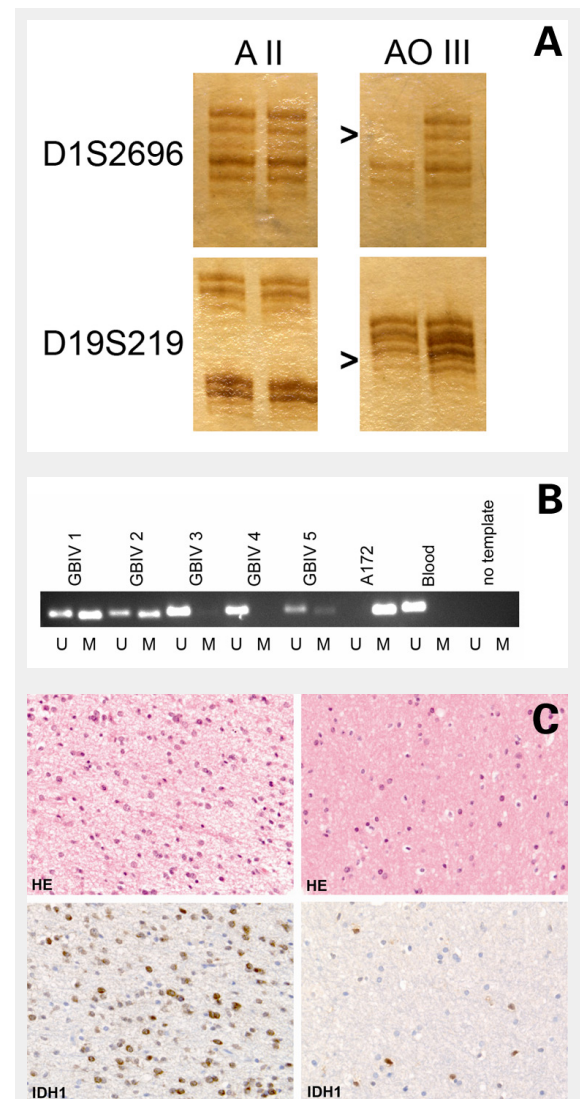 A
A II
AO III
D1S2696
>
D19S219
>
B
GBIV 1
GBIV 2
GBIV 3
GBIV 4
GBIV 5
A172
Blood
no template
U M U M U M U M U M U M U M U M
C
HE
HE
IDH1
IDH1